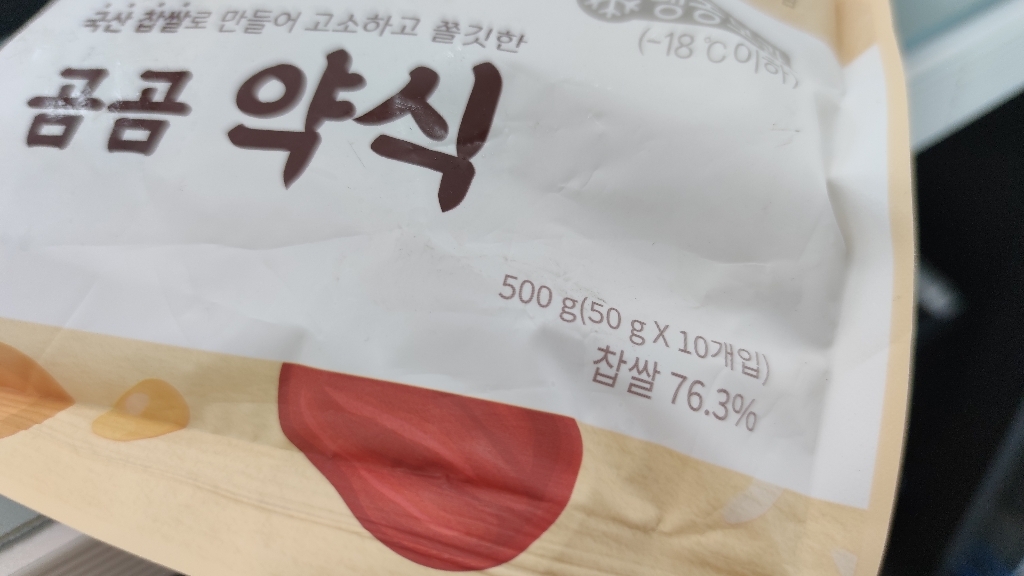 국산 찹쌀로 만들어 고소하고 쫄깃한
곰곰 약식
(-18 ℃ 이하)
500 g(50 g X 10개입)
찹쌀 76.3%